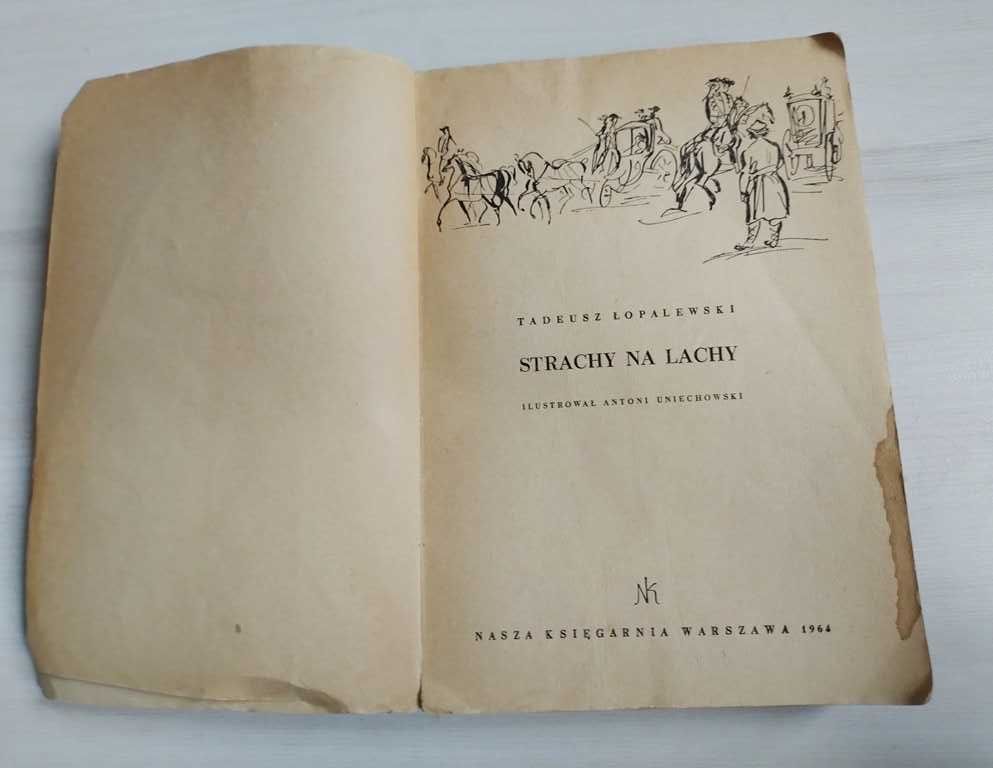 TADEUSZ ŁOPALEWSKI
STRACHY NA LACHY
ILUSTROWAŁ ANTONI UNIECHOWSKI
NK
NASZA KSIĘGARNIA WARSZAWA 1964